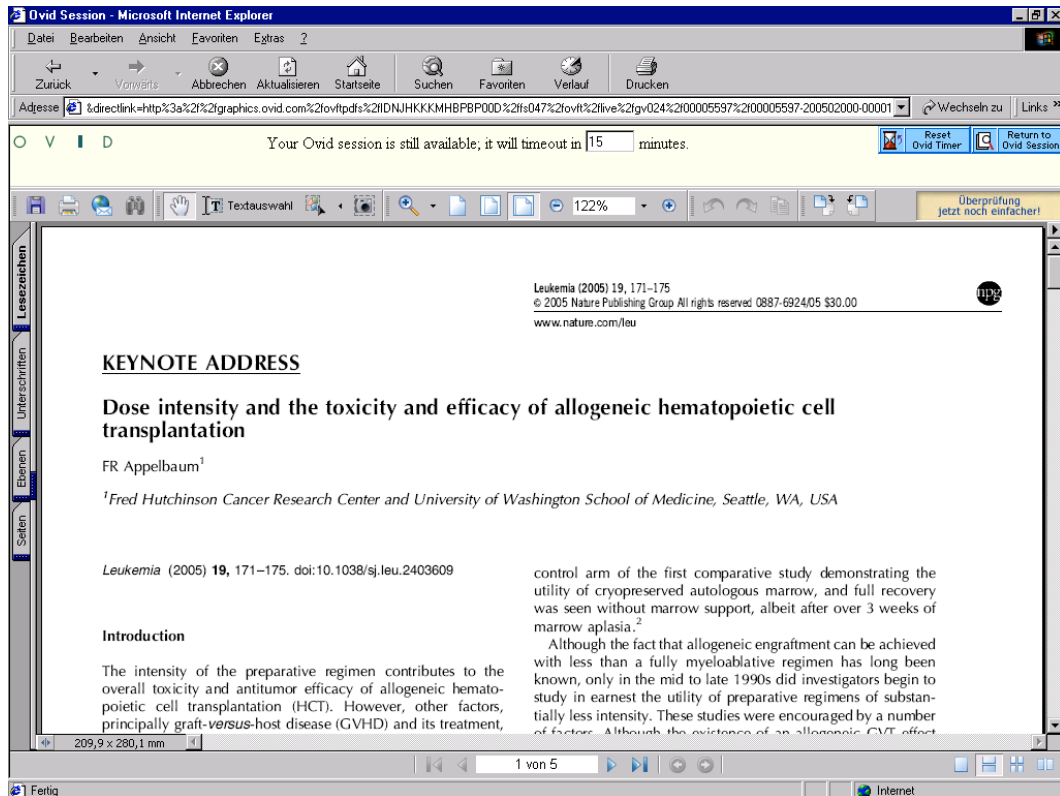 Ovid Session - Microsoft Internet Explorer
Datei Bearbeiten Ansicht Favoriten Extras ?
Zurück Vorwärts Abbrechen Aktualisieren Startseite Suchen Favoriten Verlauf Drucken
Adresse &directlink=http%3a%2f%2fgraphics.ovid.com%2fovftpdfs%2fIDNJHKKKMHBPBP00D%2ffs047%2fovft%2flive%2fgv024%2f00005597%2f00005597-200502000-00001 Wechseln zu Links »
O V I D Your Ovid session is still available; it will timeout in 15 minutes.
Reset Ovid Timer
Return to Ovid Session
Textauswahl 122% Überprüfung
jetzt noch einfacher!
Lesezeichen
Unterschriften
Ebenen
Seiten
Leukemia (2005) 19, 171–175
© 2005 Nature Publishing Group All rights reserved 0887-6924/05 $30.00
npg
www.nature.com/leu
KEYNOTE ADDRESS
Dose intensity and the toxicity and efficacy of allogeneic hematopoietic cell
transplantation
FR Appelbaum1
1Fred Hutchinson Cancer Research Center and University of Washington School of Medicine, Seattle, WA, USA
Leukemia (2005) 19, 171–175. doi:10.1038/sj.leu.2403609
Introduction
The intensity of the preparative regimen contributes to the
overall toxicity and antitumor efficacy of allogeneic hemato-
poietic cell transplantation (HCT). However, other factors,
principally graft-versus-host disease (GVHD) and its treatment,
control arm of the first comparative study demonstrating the
utility of cryopreserved autologous marrow, and full recovery
was seen without marrow support, albeit after over 3 weeks of
marrow aplasia.2
Although the fact that allogeneic engraftment can be achieved
with less than a fully myeloablative regimen has long been
known, only in the mid to late 1990s did investigators begin to
study in earnest the utility of preparative regimens of substan-
tially less intensity. These studies were encouraged by a number
of factors. Although the existence of an allogeneic GVT effect
209,9 x 280,1 mm
1 von 5
Fertig Internet